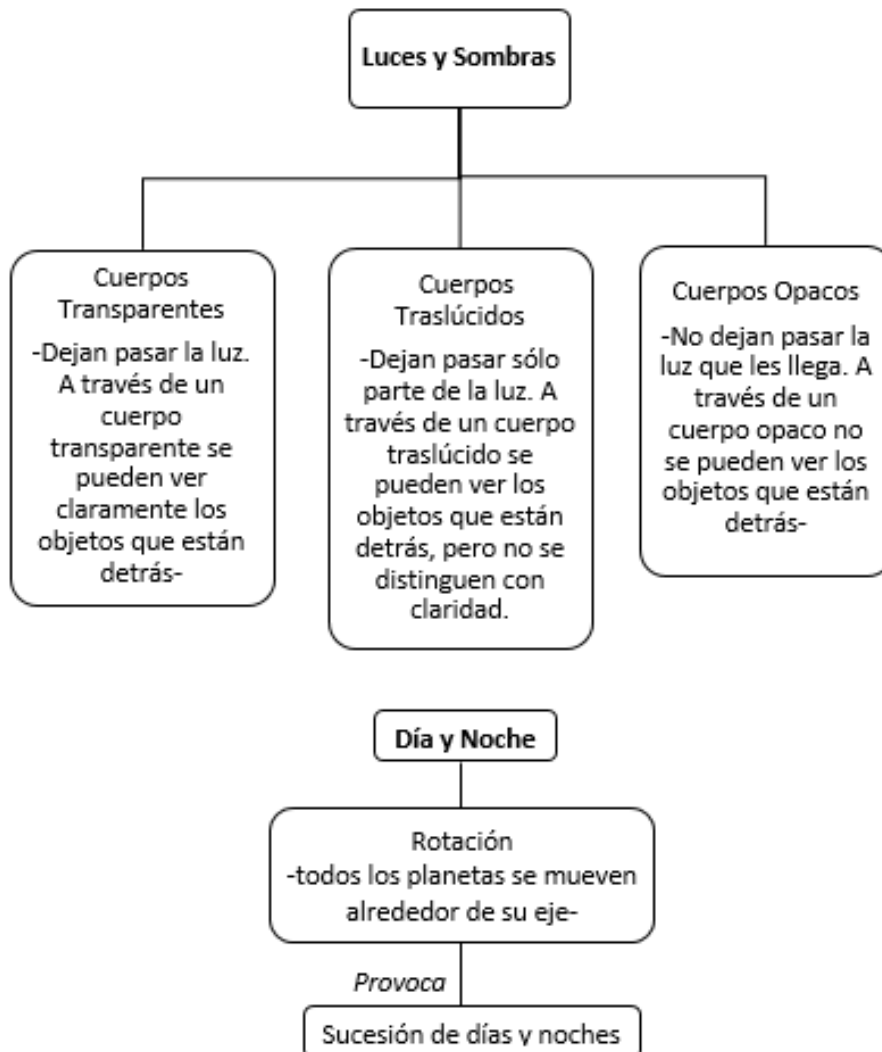 Luces y Sombras
Cuerpos
Transparentes
-Dejan pasar la luz.
A través de un
cuerpo
transparente se
pueden ver
claramente los
objetos que están
detrás-
Cuerpos
Traslúcidos
-Dejan pasar sólo
parte de la luz. A
través de un cuerpo
traslúcido se
pueden ver los
objetos que están
detrás, pero no se
distinguen con
claridad.
Cuerpos Opacos
-No dejan pasar la
luz que les llega. A
través de un
cuerpo opaco no
se pueden ver los
objetos que están
detrás-
Día y Noche
Rotación
-todos los planetas se mueven
alrededor de su eje-
Provoca
Sucesión de días y noches